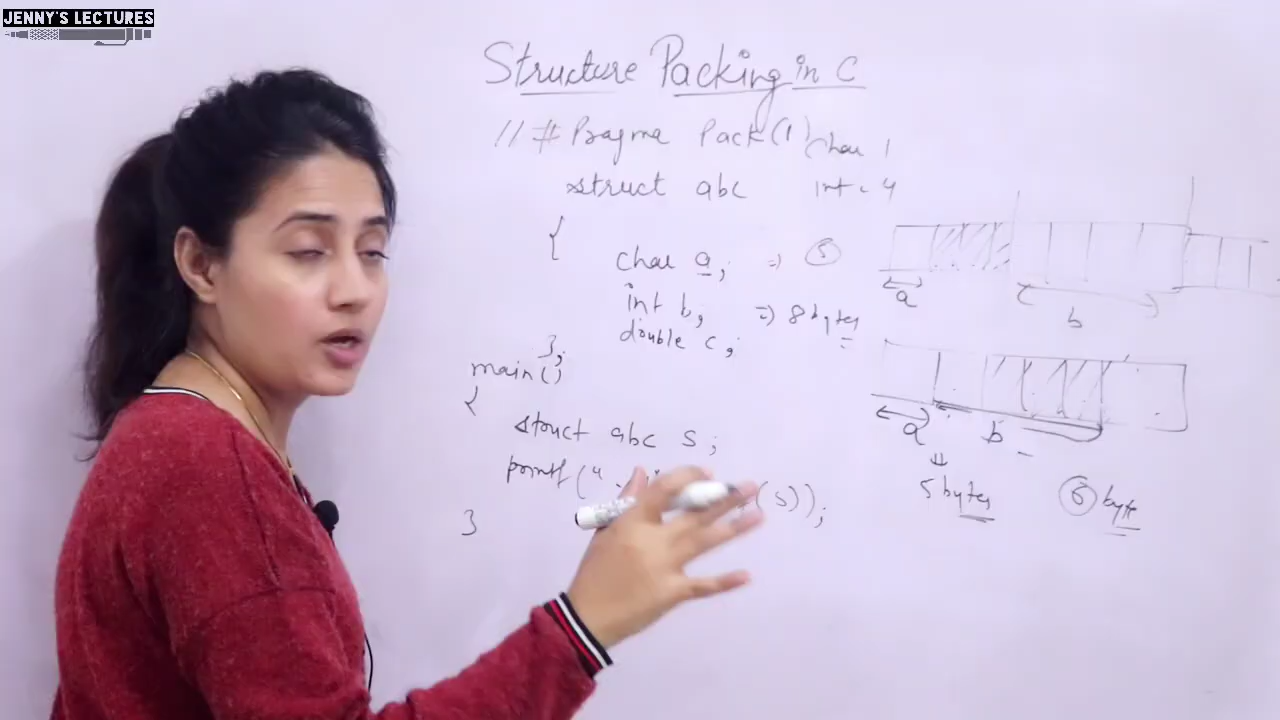 JENNY'S LECTURES
Structure Packing in C
// # Pragma Pack(1)
char 1
struct abc
int = 4
{
char a; => 5
int b; => 8 bytes
double c;
};
main()
{
struct abc s;
printf("
(s));
}
a
b
a
b
5 bytes
6 byte